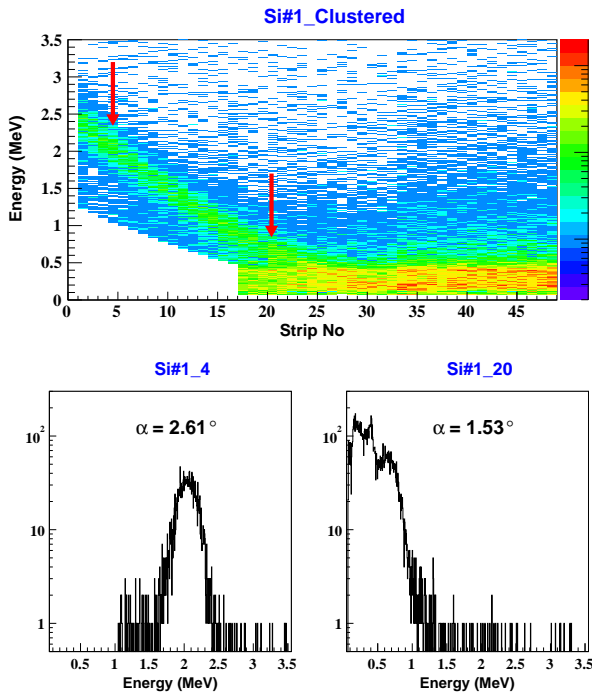 Si#1_Clustered
Energy (MeV)
3.5
3
2.5
2
1.5
1
0.5
0
0 5 10 15 20 25 30 35 40 45
Strip No
Si#1_4
α = 2.61°
10²
10
1
0.5 1 1.5 2 2.5 3 3.5
Energy (MeV)
Si#1_20
α = 1.53°
10²
10
1
0.5 1 1.5 2 2.5 3 3.5
Energy (MeV)